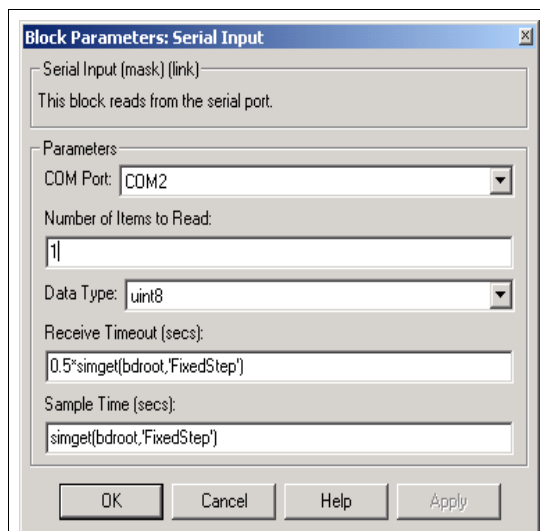 Block Parameters: Serial Input
Serial Input (mask) (link)
This block reads from the serial port.
Parameters
COM Port: COM2
Number of Items to Read:
1
Data Type: uint8
Receive Timeout (secs):
0.5*simget(bdroot,'FixedStep')
Sample Time (secs):
simget(bdroot,'FixedStep')
OK Cancel Help Apply